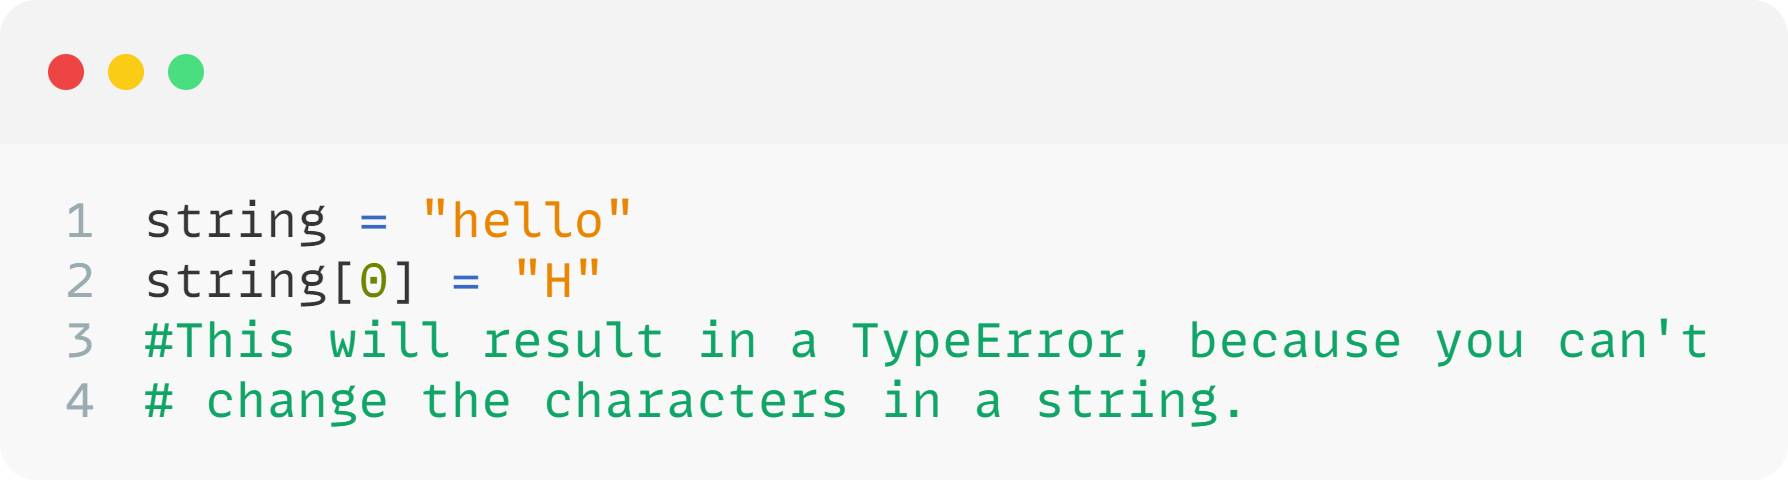 1 string = "hello"
2 string[0] = "H"
3 #This will result in a TypeError, because you can't
4 # change the characters in a string.